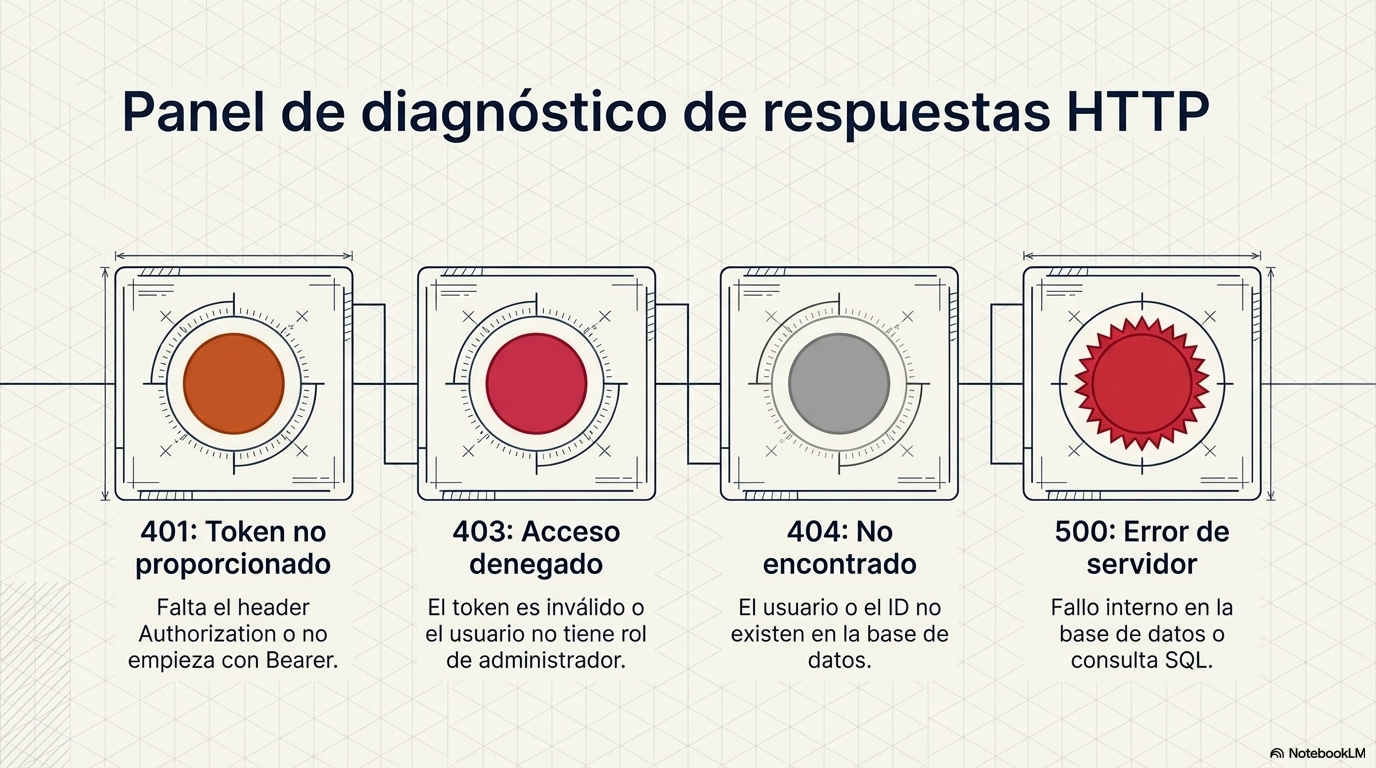 Panel de diagnóstico de respuestas HTTP
401: Token no
proporcionado
Falta el header
Authorization o no
empieza con Bearer.
403: Acceso
denegado
El token es inválido o
el usuario no tiene rol
de administrador.
404: No
encontrado
El usuario o el ID no
existen en la base de
datos.
500: Error de
servidor
Fallo interno en la
base de datos o
consulta SQL.
NotebookLM